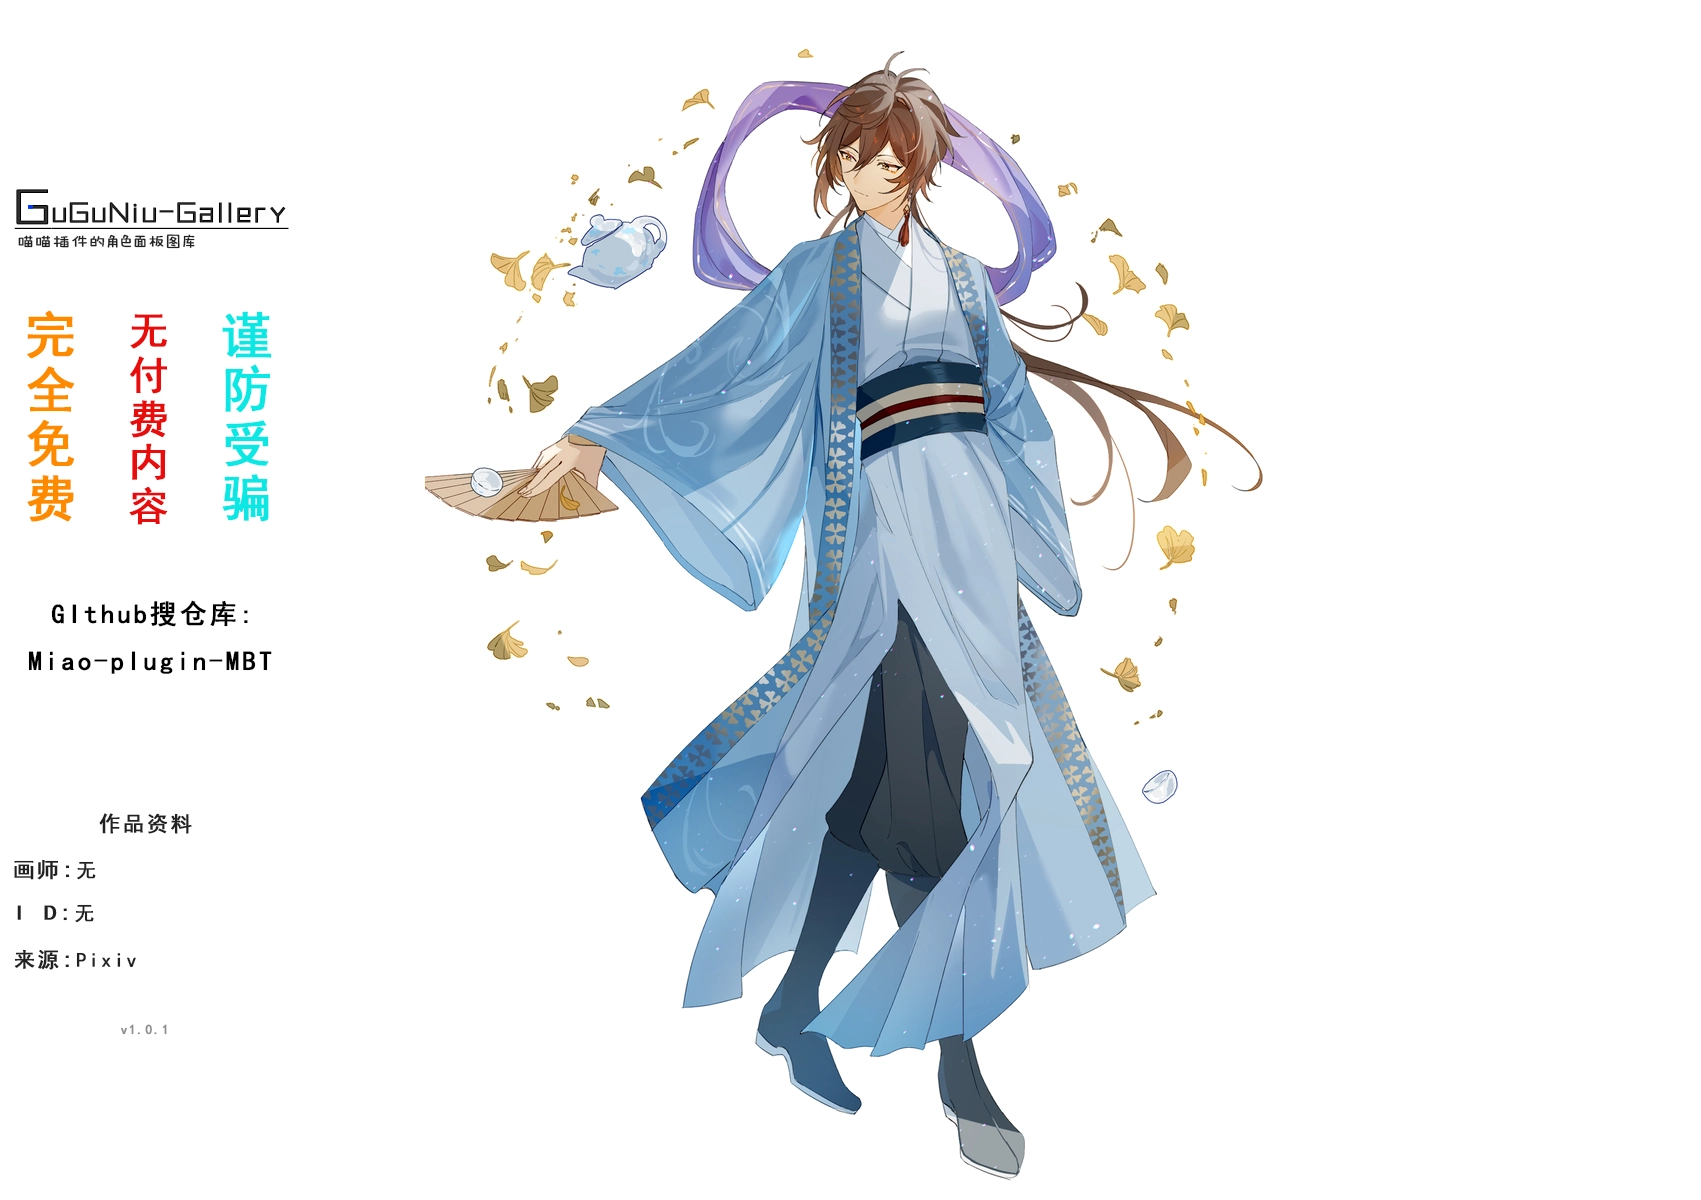 GuGuNiu-Gallery
喵喵插件的角色面板图库
完全免费
无付费内容
谨防受骗
GIthub搜仓库:
Miao-plugin-MBT
作品资料
画师:无
I D:无
来源:Pixiv
v1.0.1